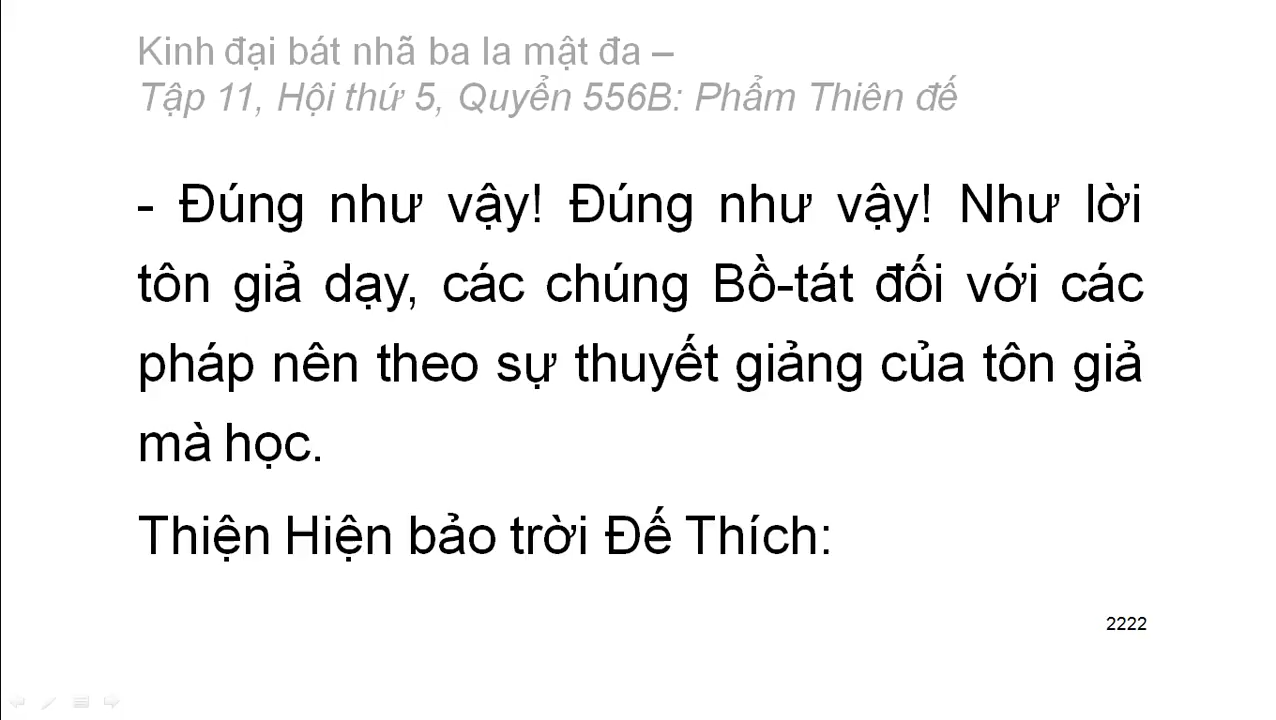 Kinh đại bát nhã ba la mật đa –
Tập 11, Hội thứ 5, Quyển 556B: Phẩm Thiên đế
- Đúng như vậy! Đúng như vậy! Như lời
tôn giả dạy, các chúng Bồ-tát đối với các
pháp nên theo sự thuyết giảng của tôn giả
mà học.
Thiện Hiện bảo trời Đế Thích:
2222